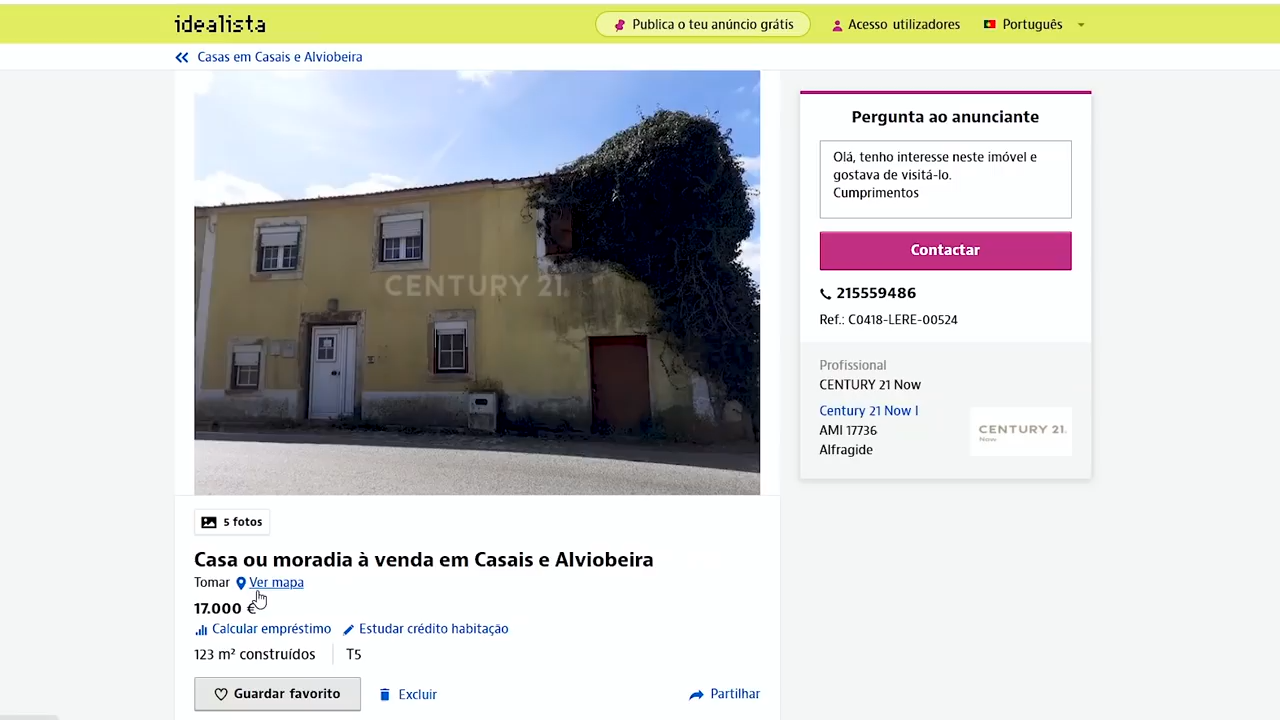 idealista
Publica o teu anúncio grátis
Acesso utilizadores
Português
Casas em Casais e Alviobeira
CENTURY 21.
5 fotos
Casa ou moradia à venda em Casais e Alviobeira
Tomar Ver mapa
17.000 €
Calcular empréstimo Estudar crédito habitação
123 m² construídos T5
Guardar favorito Excluir Partilhar
Pergunta ao anunciante
Olá, tenho interesse neste imóvel e
gostava de visitá-lo.
Cumprimentos
Contactar
215559486
Ref.: C0418-LERE-00524
Profissional
CENTURY 21 Now
Century 21 Now I
AMI 17736
Alfragide
CENTURY 21.
Now